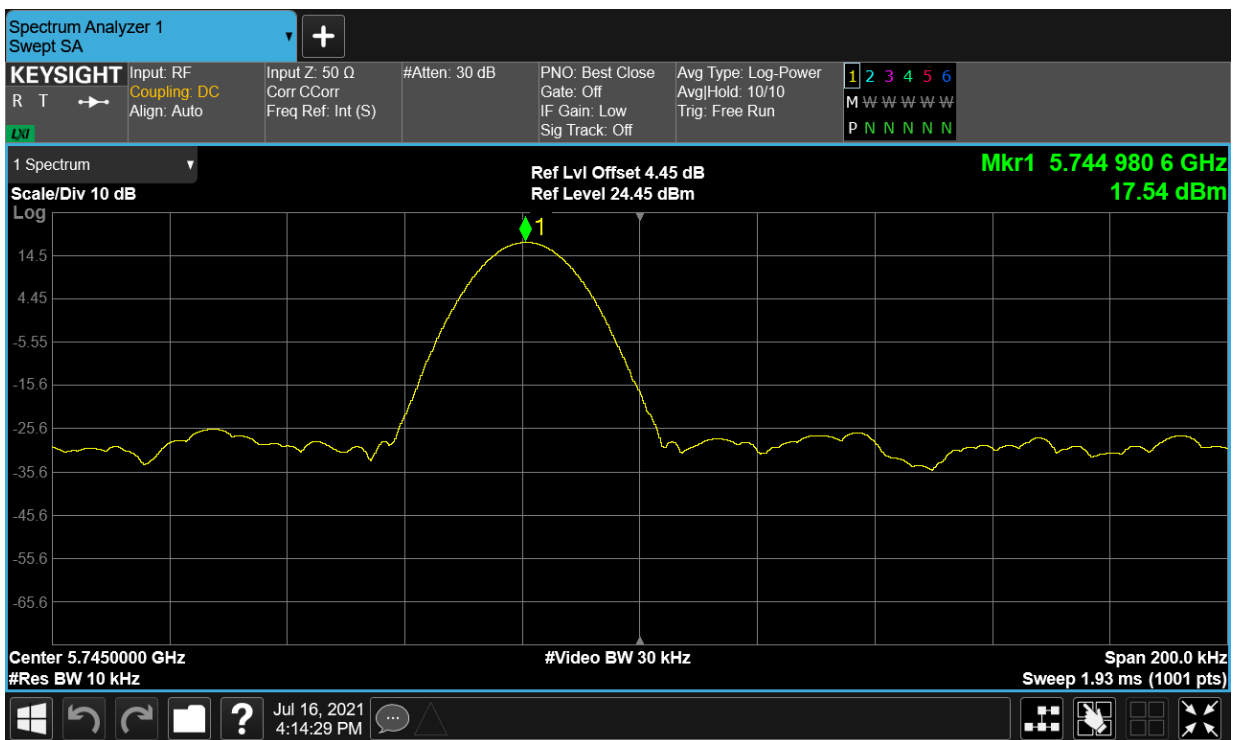 Spectrum Analyzer 1
Swept SA
KEYSIGHT
R T
LXI
Input: RF
Coupling: DC
Align: Auto
Input Z: 50 Ω
Corr CCorr
Freq Ref: Int (S)
#Atten: 30 dB
PNO: Best Close
Gate: Off
IF Gain: Low
Sig Track: Off
Avg Type: Log-Power
Avg|Hold: 10/10
Trig: Free Run
1 2 3 4 5 6
M W W W W W
P N N N N N
1 Spectrum
Scale/Div 10 dB
Ref Lvl Offset 4.45 dB
Ref Level 24.45 dBm
Mkr1 5.744 980 6 GHz
17.54 dBm
Log
1
14.5
4.45
-5.55
-15.6
-25.6
-35.6
-45.6
-55.6
-65.6
Center 5.7450000 GHz
#Res BW 10 kHz
#Video BW 30 kHz
Span 200.0 kHz
Sweep 1.93 ms (1001 pts)
?
Jul 16, 2021
4:14:29 PM